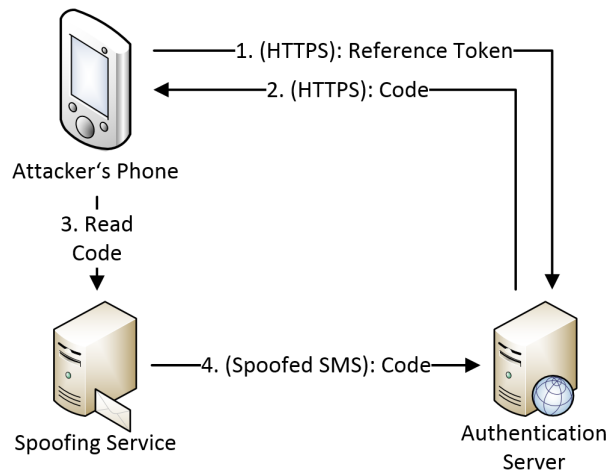 1. (HTTPS): Reference Token
2. (HTTPS): Code
Attacker‘s Phone
3. Read
Code
4. (Spoofed SMS): Code
Spoofing Service
Authentication
Server